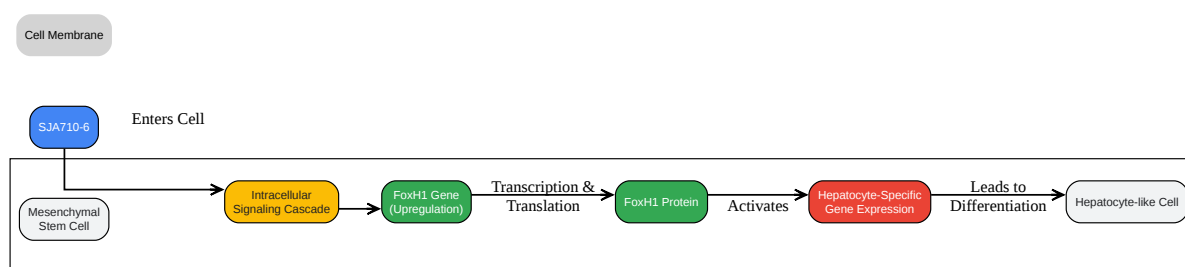 Cell Membrane
SJA710-6
Enters Cell
Mesenchymal
Stem Cell
Intracellular
Signaling Cascade
FoxH1 Gene
(Upregulation)
Transcription &
Translation
FoxH1 Protein
Activates
Hepatocyte-Specific
Gene Expression
Leads to
Differentiation
Hepatocyte-like Cell